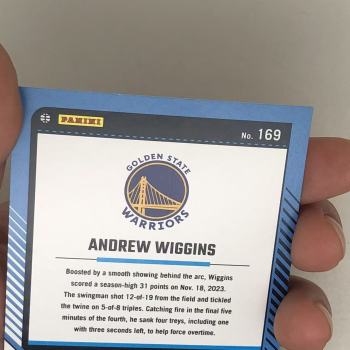 PANINI
No. 169
GOLDEN STATE
WARRIORS
ANDREW WIGGINS
Boosted by a smooth showing behind the arc, Wiggins
scored a season-high 31 points on Nov. 18, 2023.
The swingman shot 12-of-19 from the field and tickled
the twine on 5-of-8 triples. Catching fire in the final five
minutes of the fourth, he sank four treys, including one
with three seconds left, to help force overtime.